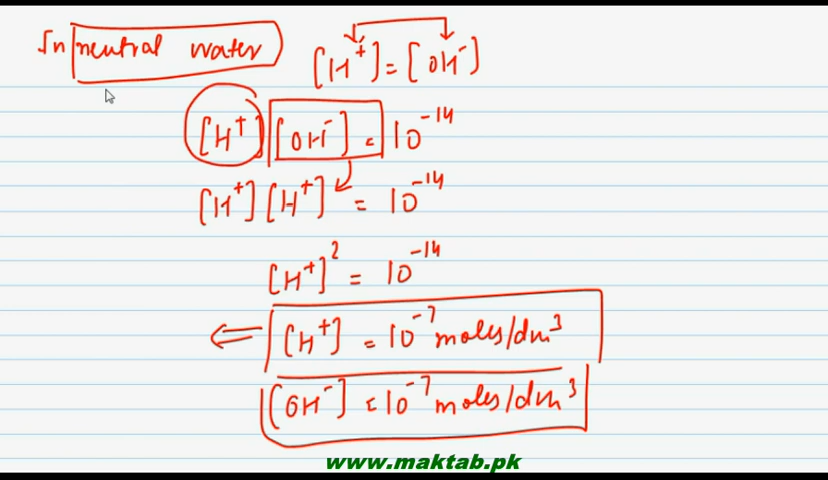 In neutral water [H⁺] = [OH⁻]
[H⁺] [OH⁻] = 10⁻¹⁴
[H⁺] [H⁺] = 10⁻¹⁴
[H⁺]² = 10⁻¹⁴
⇐ [H⁺] = 10⁻⁷ moles/dm³
[OH⁻] = 10⁻⁷ moles/dm³
www.maktab.pk